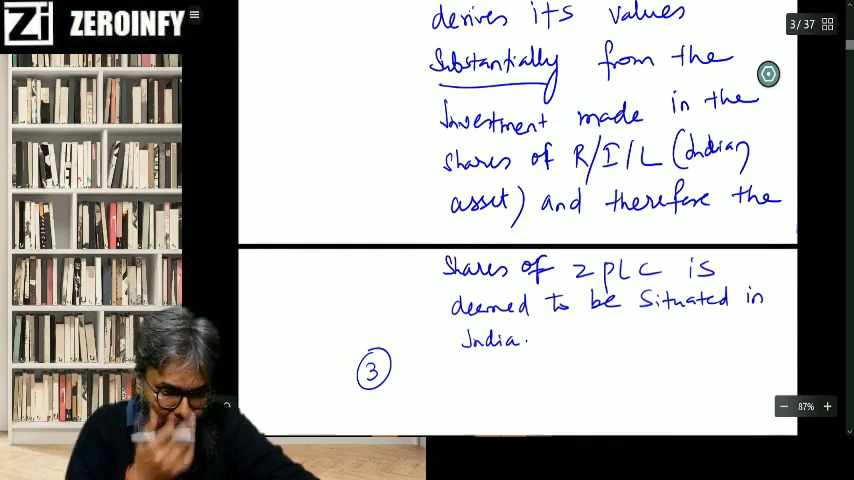 Zi ZEROINFY
3/37
derives its values
Substantially from the
Investment made in the
Shares of R/I/L (Indian
asset) and therefore the
Shares of Z PLC is
deemed to be Situated in
India.
3
87%